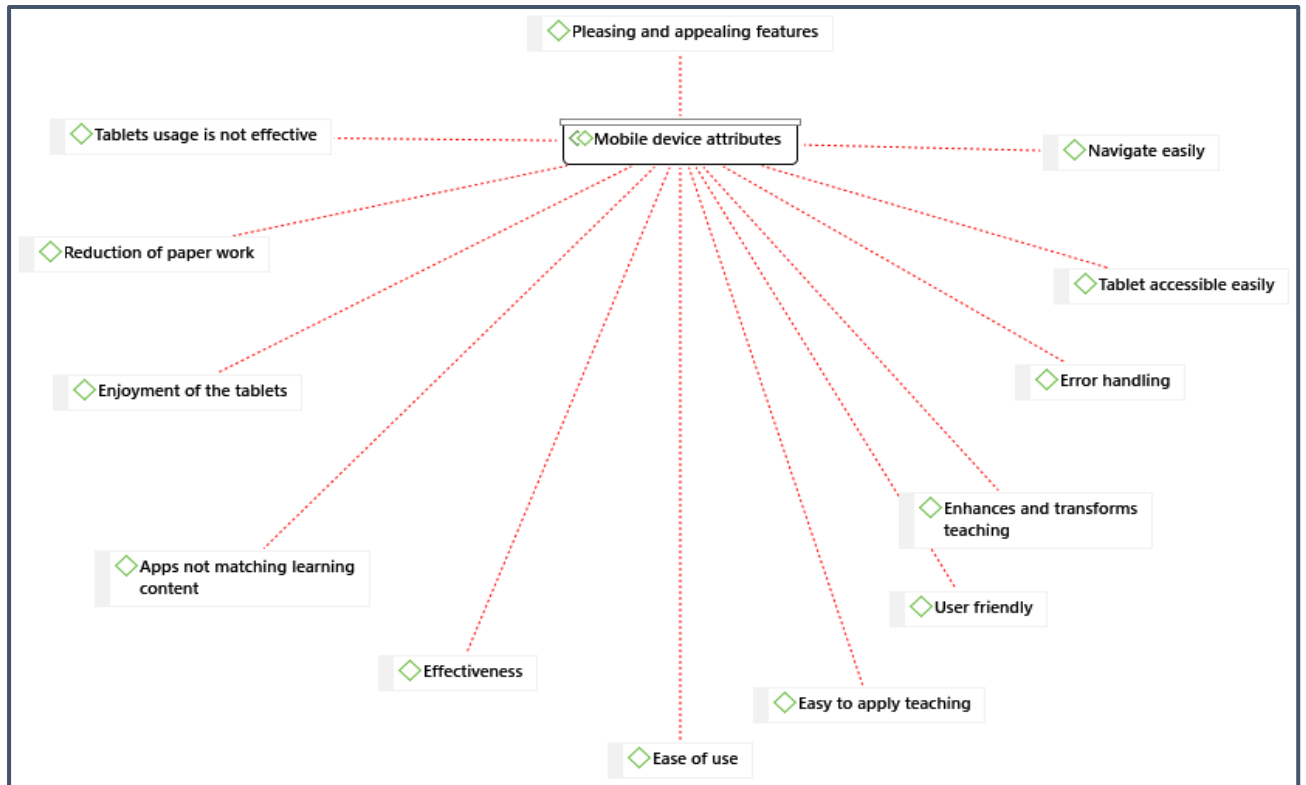 Pleasing and appealing features
Tablets usage is not effective
Mobile device attributes
Navigate easily
Reduction of paper work
Tablet accessible easily
Enjoyment of the tablets
Error handling
Enhances and transforms
teaching
Apps not matching learning
content
User friendly
Effectiveness
Easy to apply teaching
Ease of use